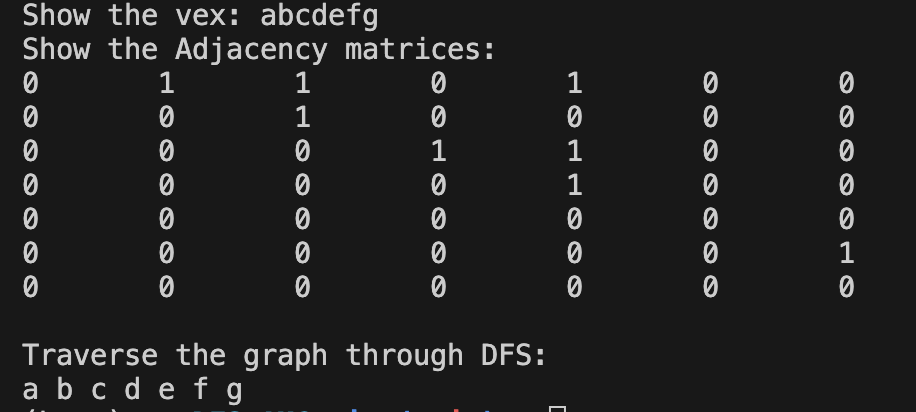 Show the vex: abcdefg
Show the Adjacency matrices:
0 1 1 0 1 0 0
0 0 1 0 0 0 0
0 0 0 1 1 0 0
0 0 0 0 1 0 0
0 0 0 0 0 0 0
0 0 0 0 0 0 1
0 0 0 0 0 0 0
Traverse the graph through DFS:
a b c d e f g